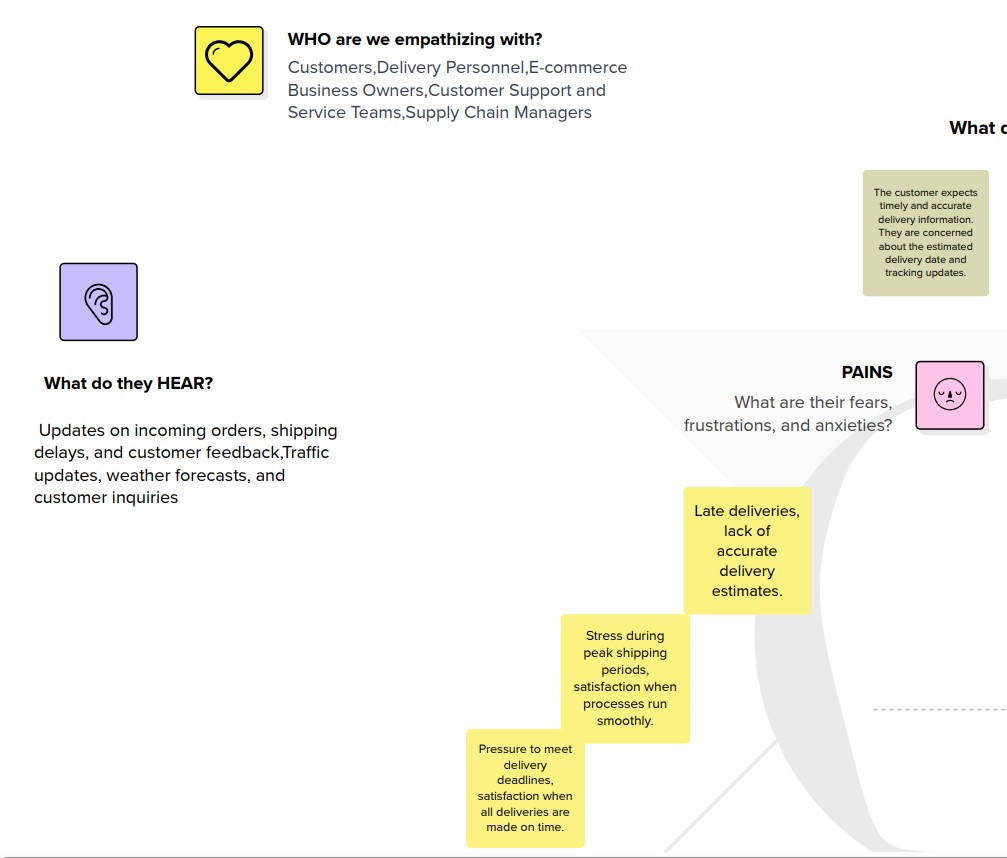 WHO are we empathizing with?
Customers,Delivery Personnel,E-commerce
Business Owners,Customer Support and
Service Teams,Supply Chain Managers
What
The customer expects
timely and accurate
delivery information.
They are concerned
about the estimated
delivery date and
tracking updates.
What do they HEAR?
Updates on incoming orders, shipping
delays, and customer feedback,Traffic
updates, weather forecasts, and
customer inquiries
PAINS
What are their fears,
frustrations, and anxieties?
Late deliveries,
lack of
accurate
delivery
estimates.
Stress during
peak shipping
periods,
satisfaction when
processes run
smoothly.
Pressure to meet
delivery
deadlines,
satisfaction when
all deliveries are
made on time.